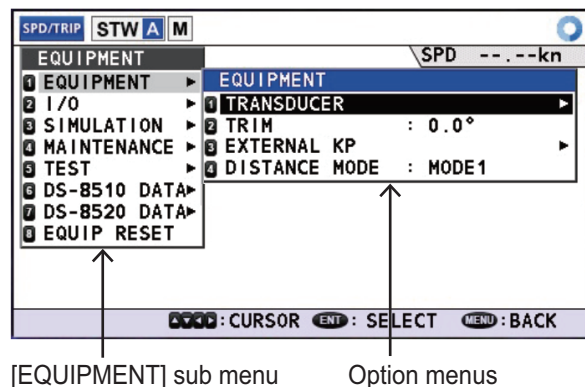 SPD/TRIP STW A M
EQUIPMENT
SPD --.--kn
1 EQUIPMENT ▶
2 I/O ▶
3 SIMULATION ▶
4 MAINTENANCE ▶
5 TEST ▶
6 DS-8510 DATA▶
7 DS-8520 DATA▶
8 EQUIP RESET
EQUIPMENT
1 TRANSDUCER ▶
2 TRIM : 0.0°
3 EXTERNAL KP ▶
4 DISTANCE MODE : MODE1
▲▼◀▶: CURSOR ENT: SELECT MENU: BACK
[EQUIPMENT] sub menu
Option menus